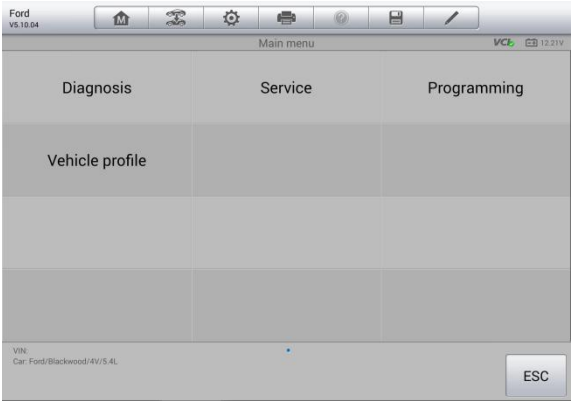 Ford
V5.10.04
Main menu
VCI 12.21V
Diagnosis
Service
Programming
Vehicle profile
VIN:
Car: Ford/Blackwood/4V/5.4L
ESC